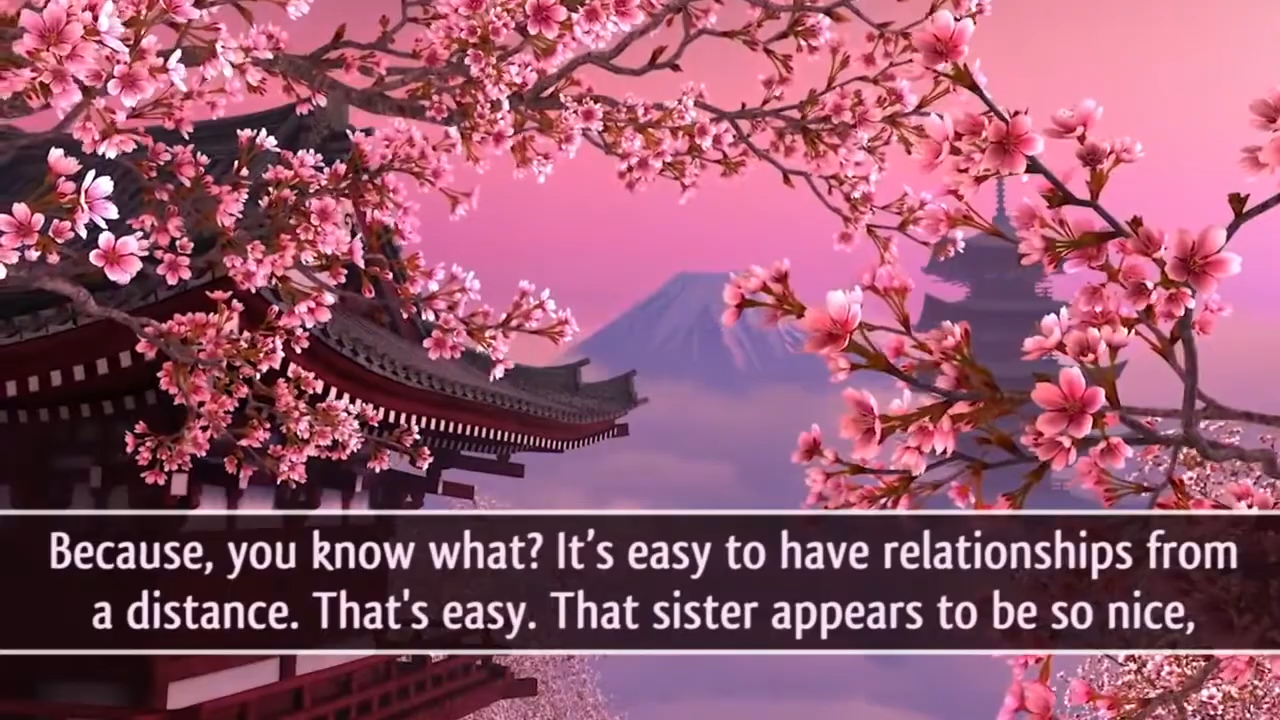 Because, you know what? It’s easy to have relationships from
a distance. That's easy. That sister appears to be so nice,